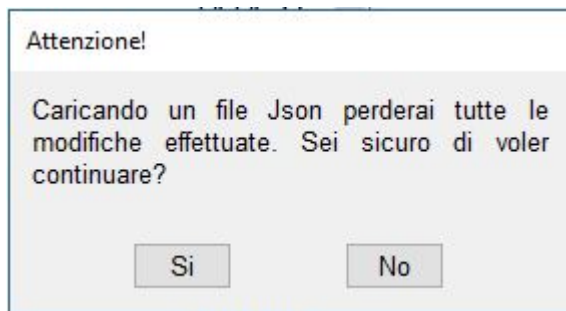 Attenzione!
Caricando un file Json perderai tutte le
modifiche effettuate. Sei sicuro di voler
continuare?
Si
No